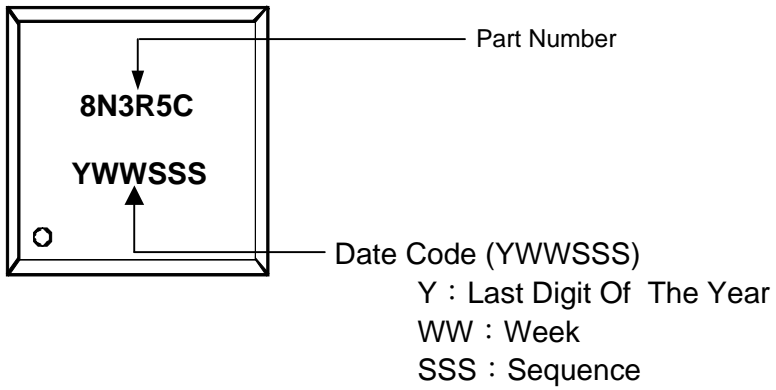 Part Number
8N3R5C
YWWSSS
Date Code (YWWSSS)
Y：Last Digit Of The Year
WW：Week
SSS：Sequence